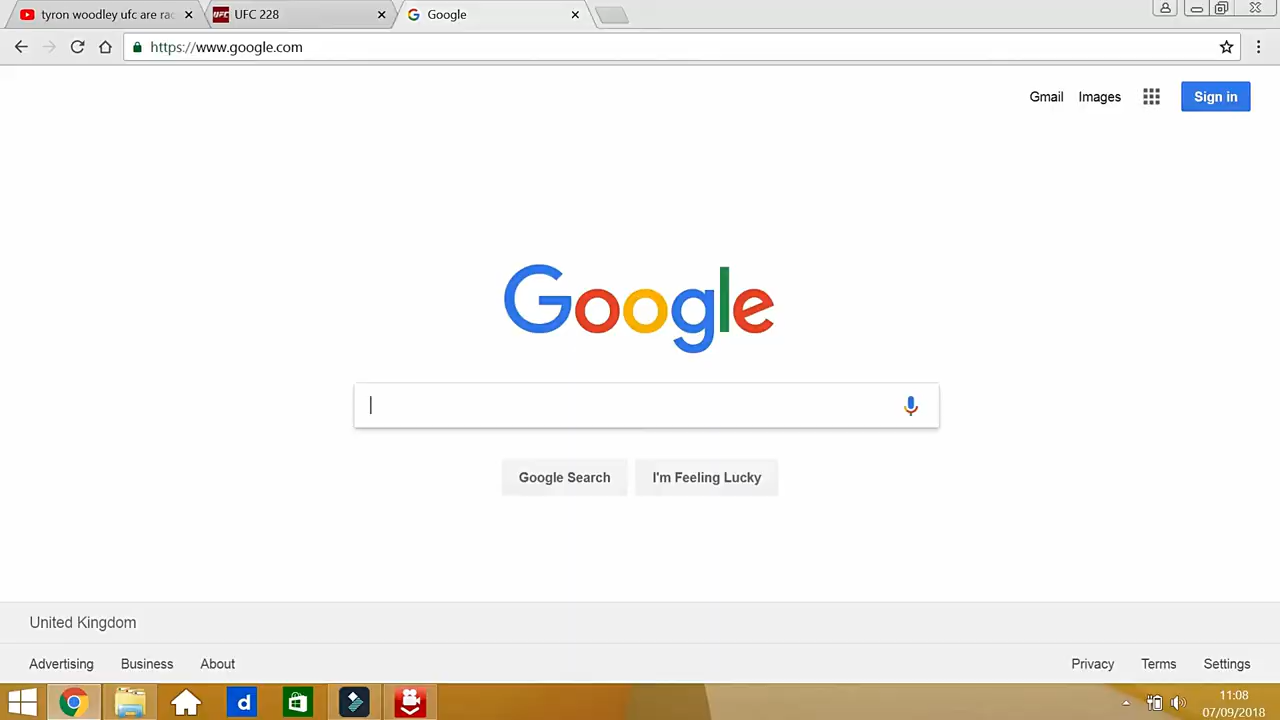 tyron woodley ufc are rac
UFC 228
Google
https://www.google.com
Gmail Images Sign in
Google
Google Search I'm Feeling Lucky
United Kingdom
Advertising Business About Privacy Terms Settings
11:08
07/09/2018